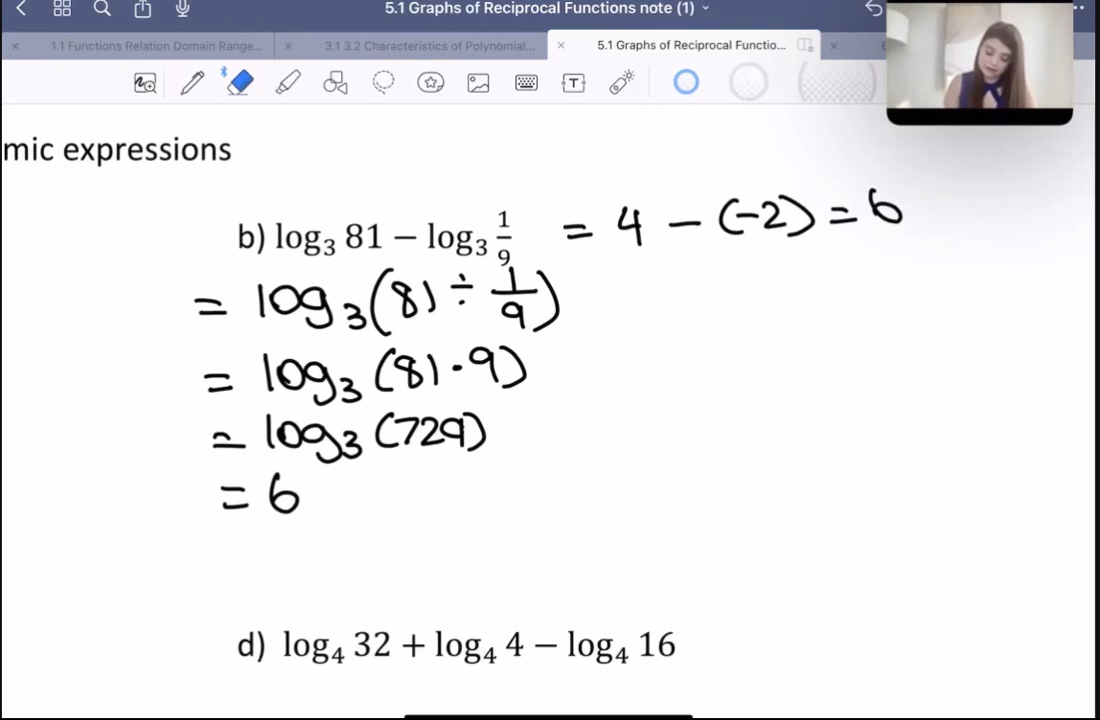 5.1 Graphs of Reciprocal Functions note (1)
1.1 Functions Relation Domain Range...
3.1 3.2 Characteristics of Polynomial...
5.1 Graphs of Reciprocal Functio...
mic expressions
b) log₃ 81 − log₃ 1/9 = 4 − (−2) = 6
= log₃(81 ÷ 1/9)
= log₃(81·9)
= log₃(729)
= 6
d) log₄ 32 + log₄ 4 − log₄ 16